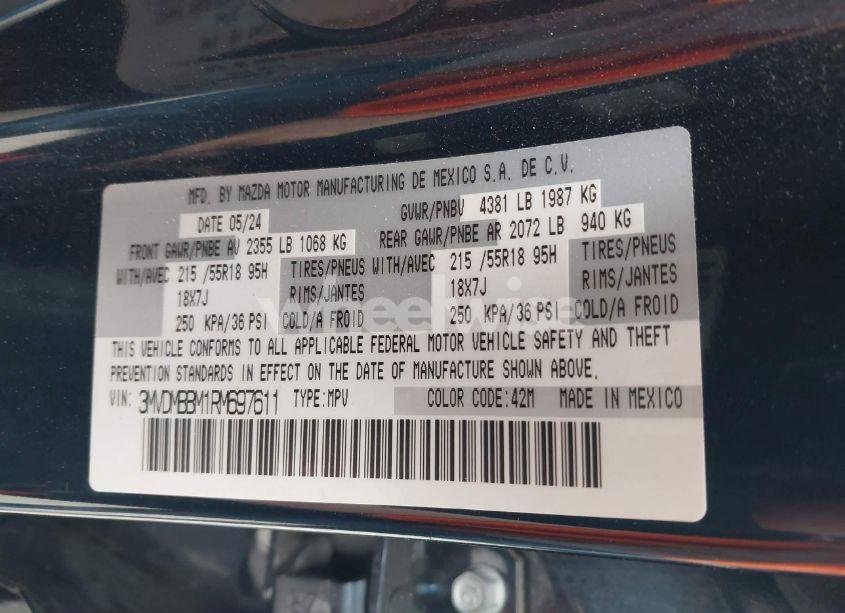 MFD. BY MAZDA MOTOR MANUFACTURING DE MEXICO S.A. DE C.V.
DATE 05/24 GVWR/PNBV 4381 LB 1987 KG
FRONT GAWR/PNBE AV 2355 LB 1068 KG REAR GAWR/PNBE AR 2072 LB 940 KG
WITH/AVEC 215 /55R18 95H TIRES/PNEUS WITH/AVEC 215 /55R18 95H TIRES/PNEUS
18X7J RIMS/JANTES 18X7J RIMS/JANTES
250 KPA/36 PSI COLD/A FROID 250 KPA/36 PSI COLD/A FROID
THIS VEHICLE CONFORMS TO ALL APPLICABLE FEDERAL MOTOR VEHICLE SAFETY AND THEFT
PREVENTION STANDARDS IN EFFECT ON THE DATE OF MANUFACTURE SHOWN ABOVE.
VIN: 3MVDMBBM1RM697611 TYPE:MPV COLOR CODE:42M MADE IN MEXICO